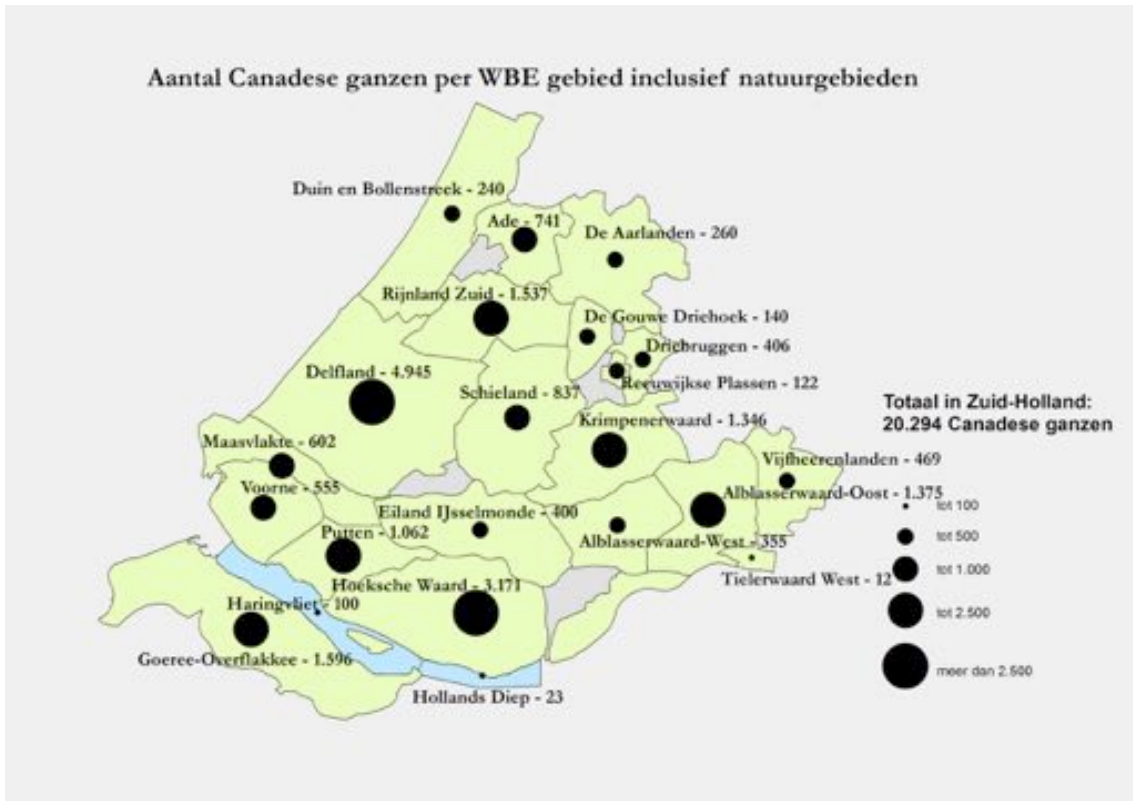 Aantal Canadese ganzen per WBE gebied inclusief natuurgebieden
Duin en Bollenstreek - 240
Ade - 741
De Aarlanden - 260
Rijnland Zuid - 1.537
De Gouwe Driehoek - 140
Driebruggen - 406
Delfland - 4.945
Reeuwijkse Plassen - 122
Schieland - 837
Krimpenerwaard - 1.346
Totaal in Zuid-Holland:
20.294 Canadese ganzen
Maasvlakte - 602
Vijfheerenlanden - 469
Voorne - 555
Alblasserwaard-Oost - 1.375
tot 100
Eiland IJsselmonde - 400
Putten - 1.062
Alblasserwaard-West - 355
tot 500
tot 1.000
Tielerwaard West - 12
Hoeksche Waard - 3.171
Haringvliet - 100
tot 2.500
Goeree-Overflakkee - 1.596
meer dan 2.500
Hollands Diep - 23